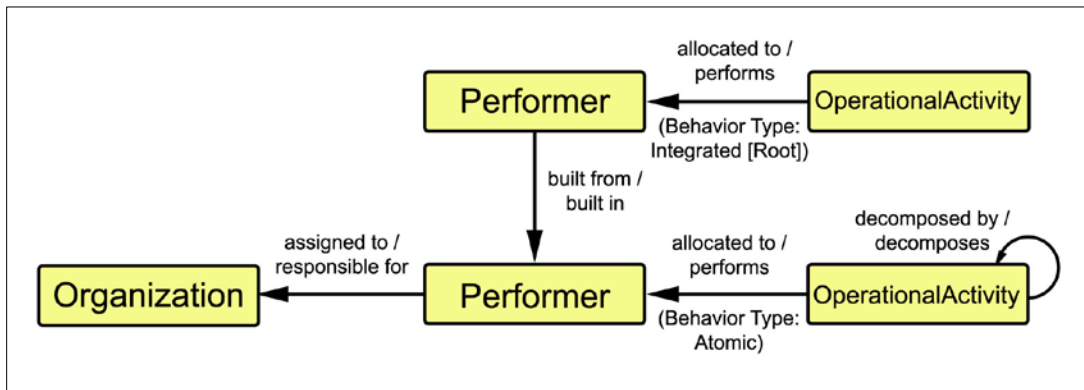 allocated to /
performs
Performer
OperationalActivity
(Behavior Type:
Integrated [Root])
built from /
built in
decomposed by /
decomposes
assigned to /
responsible for
allocated to /
performs
Organization
Performer
OperationalActivity
(Behavior Type:
Atomic)